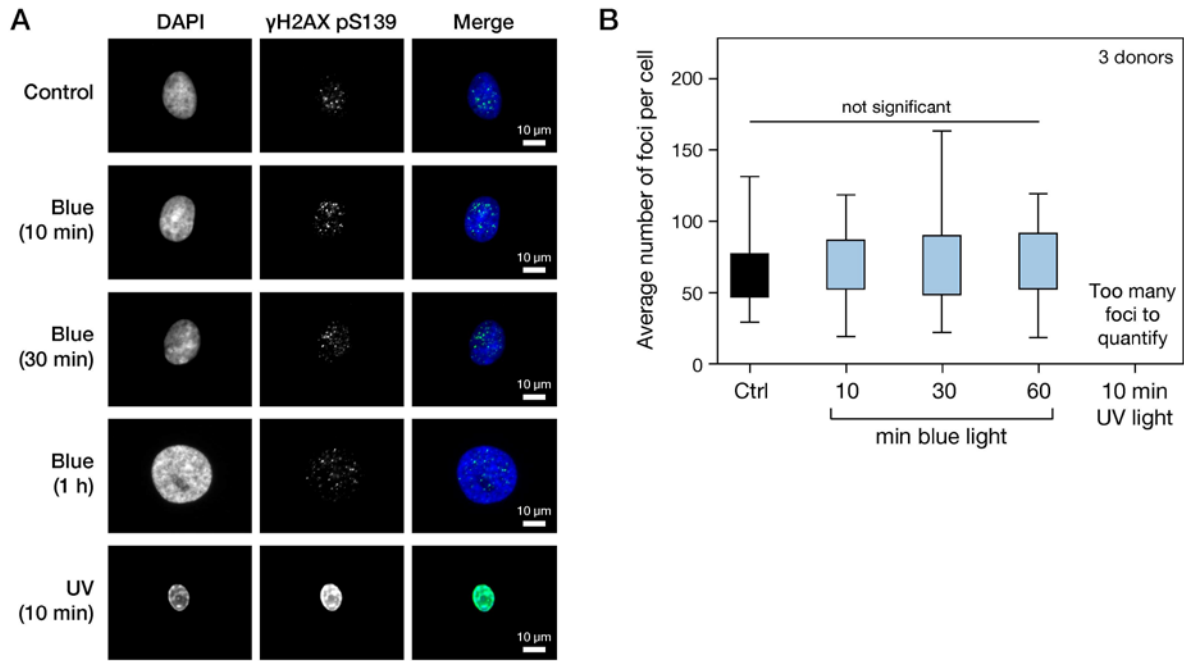 A
DAPI
γH2AX pS139
Merge
Control
10 µm
Blue
(10 min)
10 µm
Blue
(30 min)
10 µm
Blue
(1 h)
10 µm
UV
(10 min)
10 µm
B
Average number of foci per cell
200
150
100
50
0
3 donors
not significant
Too many
foci to
quantify
Ctrl
10
30
60
10 min
UV light
min blue light